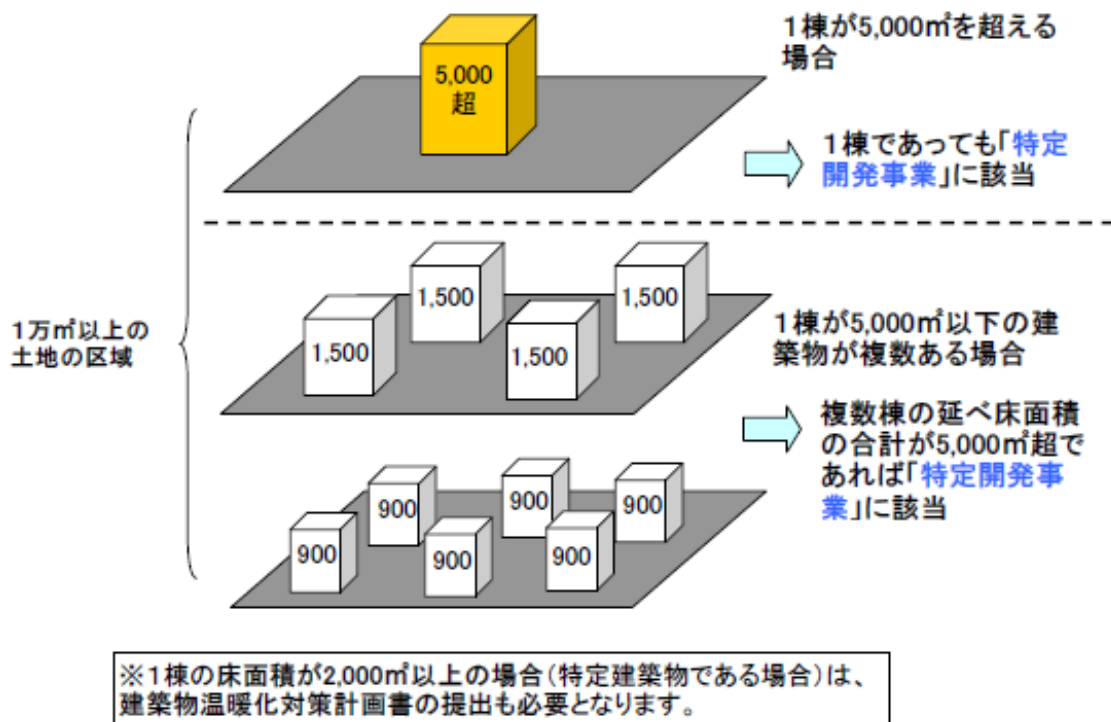 1棟が5,000㎡を超える
場合
5,000
超
1棟であっても「特定
開発事業」に該当
1万㎡以上の
土地の区域
1,500
1,500
1,500
1,500
1棟が5,000㎡以下の建
築物が複数ある場合
複数棟の延べ床面積
の合計が5,000㎡超で
あれば「特定開発事
業」に該当
900
900
900
900
900
900
※1棟の床面積が2,000㎡以上の場合(特定建築物である場合)は、
建築物温暖化対策計画書の提出も必要となります。